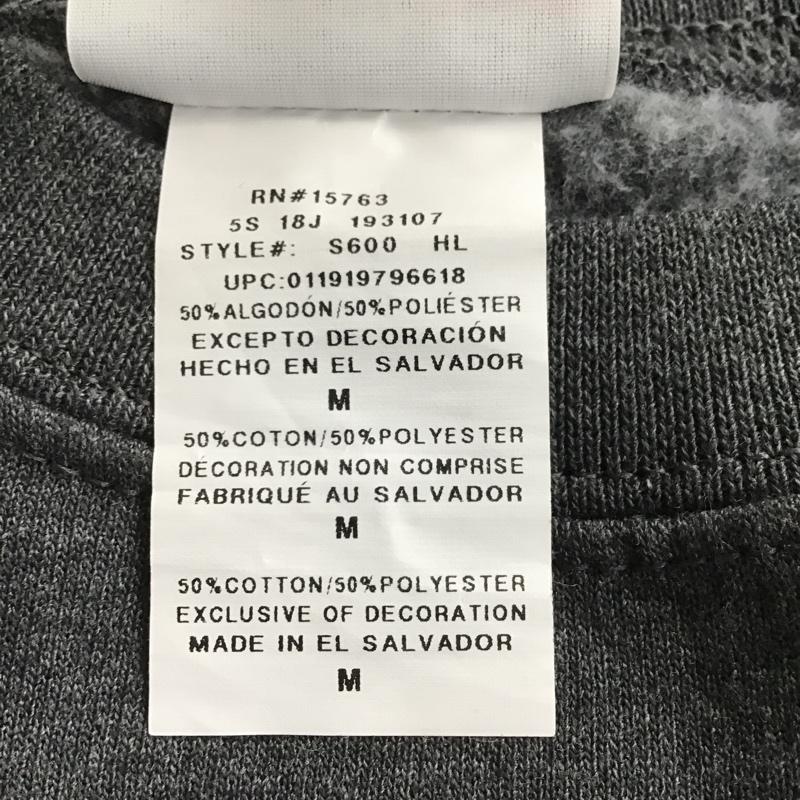 RN#15763
5S 18J 193107
STYLE#: S600 HL
UPC:011919796618
50%ALGODÓN/50%POLIÉSTER
EXCEPTO DECORACIÓN
HECHO EN EL SALVADOR
M
50%COTON/50%POLYESTER
DÉCORATION NON COMPRISE
FABRIQUÉ AU SALVADOR
M
50%COTTON/50%POLYESTER
EXCLUSIVE OF DECORATION
MADE IN EL SALVADOR
M